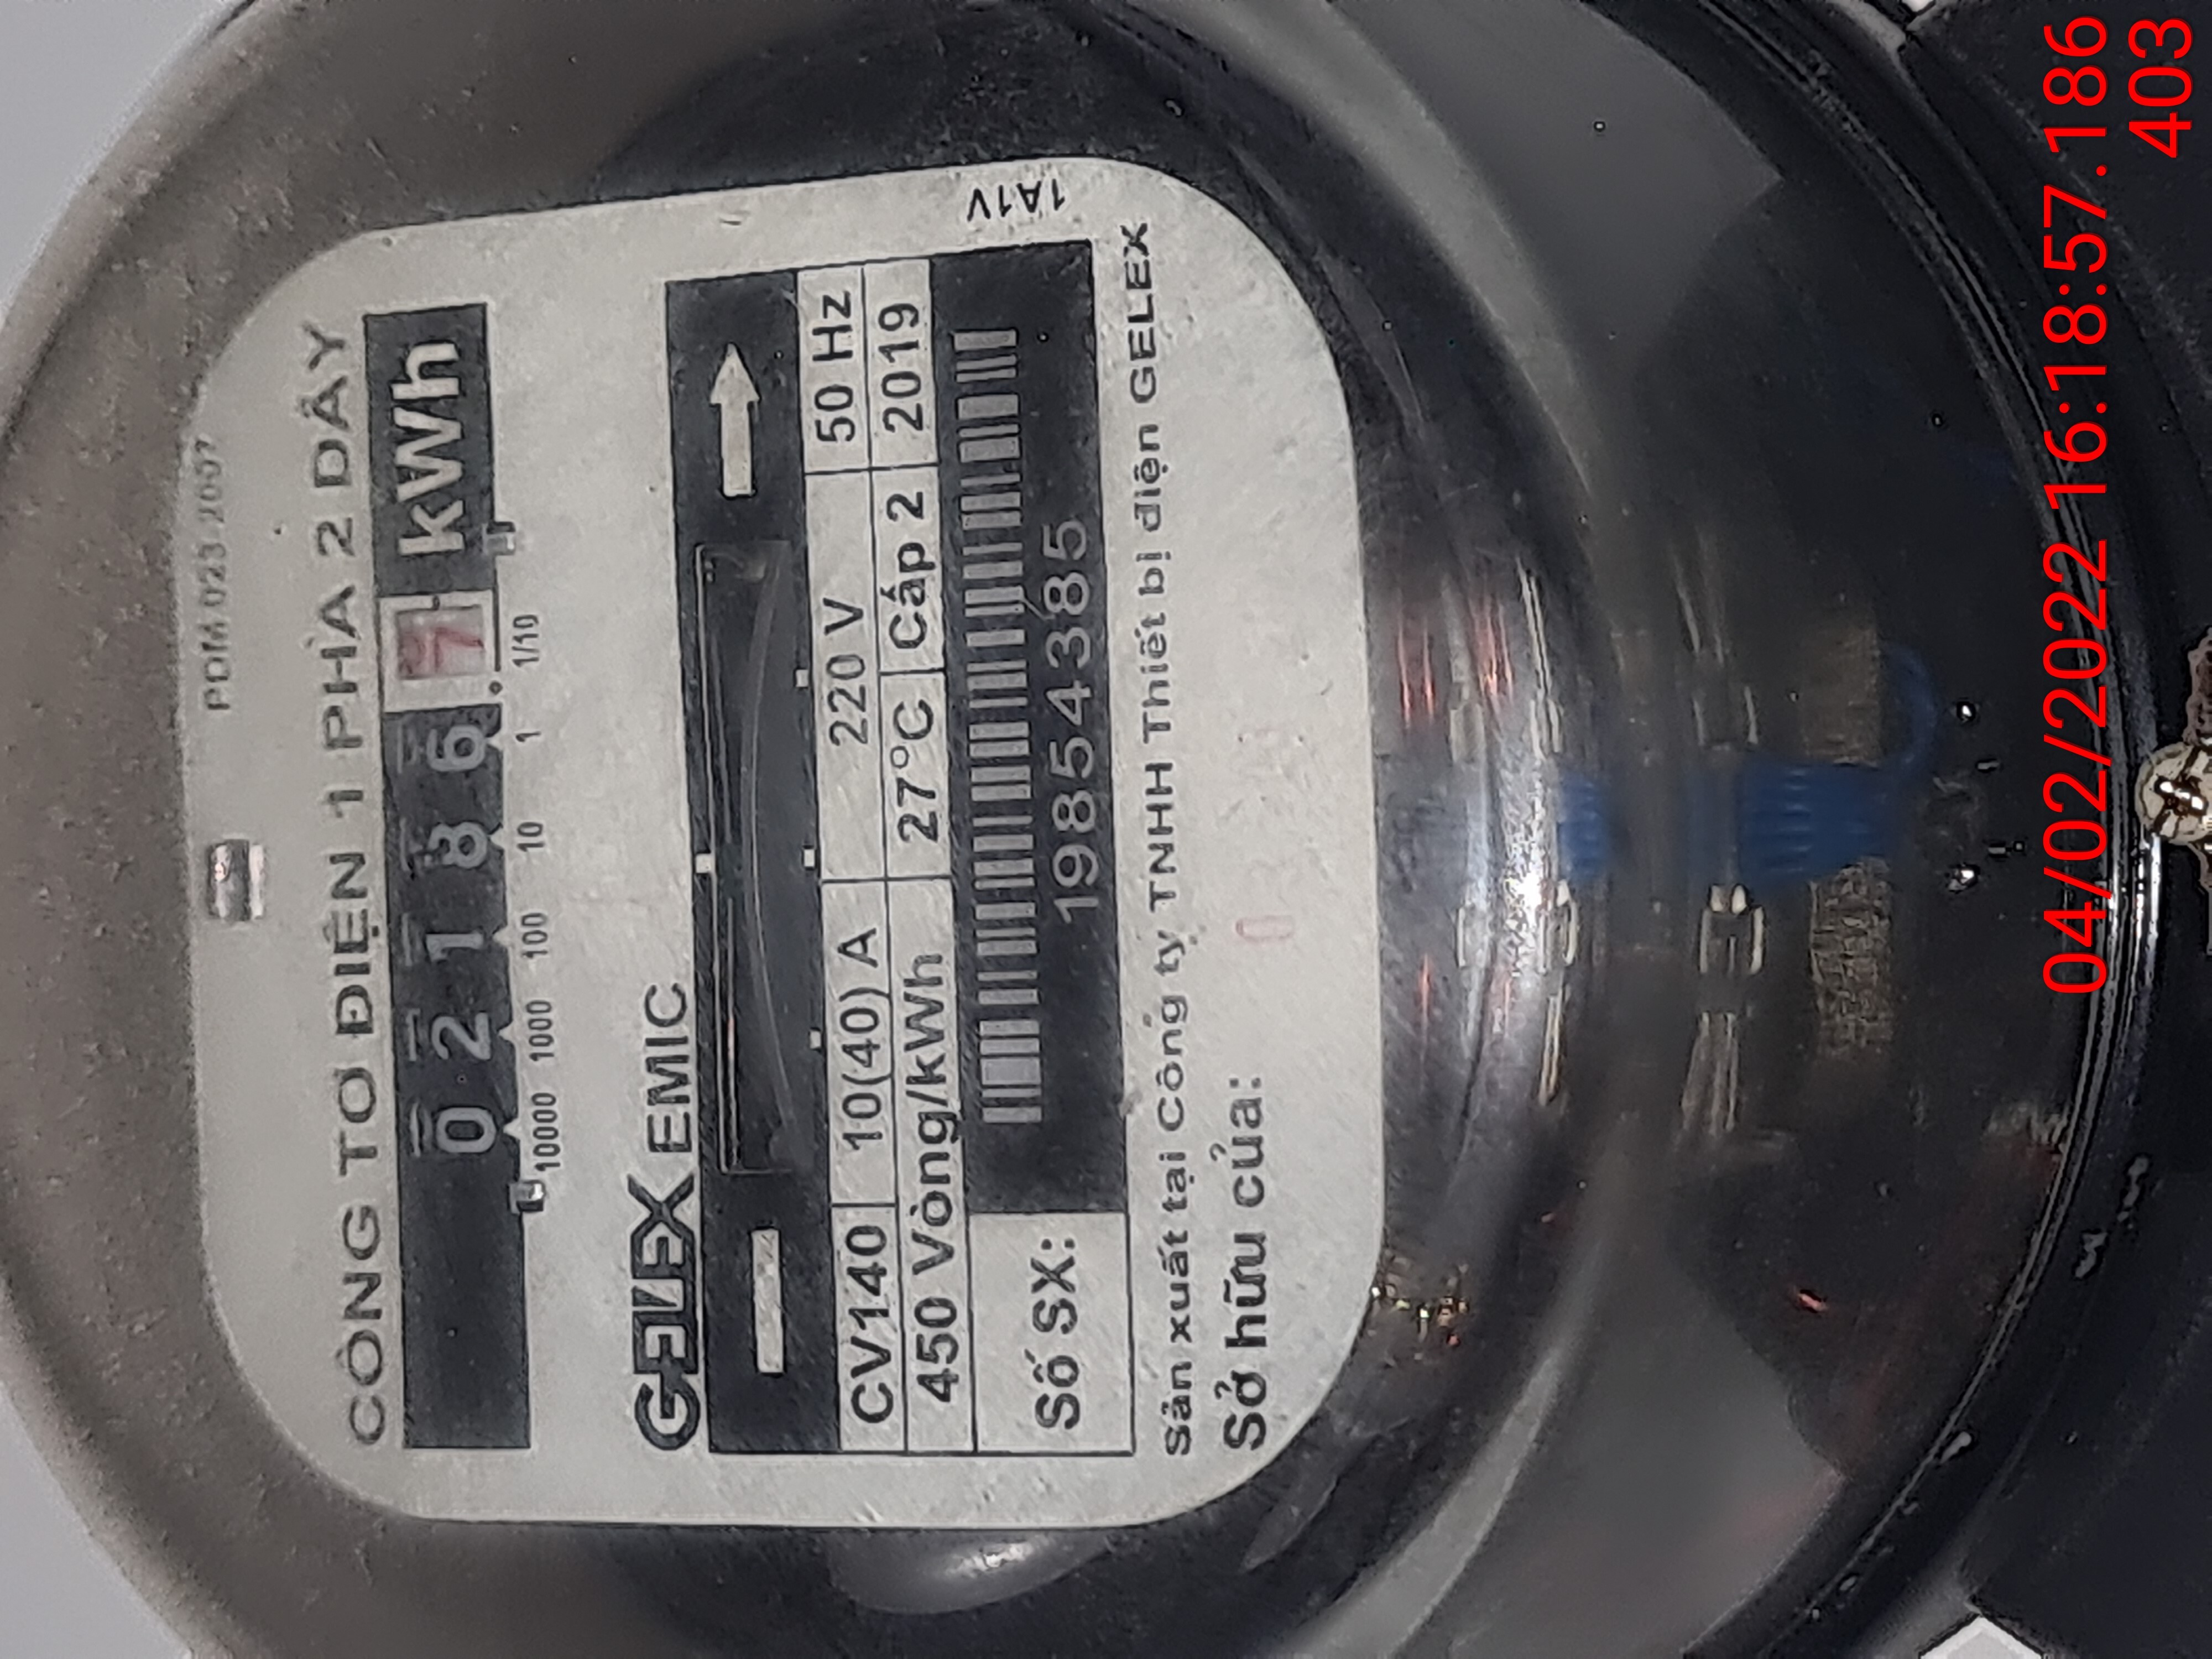 PDM 023-2007
CÔNG TƠ ĐIỆN 1 PHA 2 DÂY
0 2 1 8 6 7 kWh
10000 1000 100 10 1 1/10
GELEX EMIC
CV140 10(40) A 220 V 50 Hz
450 Vòng/kWh 27°C Cấp 2 2019
Số SX: 19854385
1A1V
Sản xuất tại Công ty TNHH Thiết bị điện GELEX
Sở hữu của:
04/02/2022 16:18:57.186
403